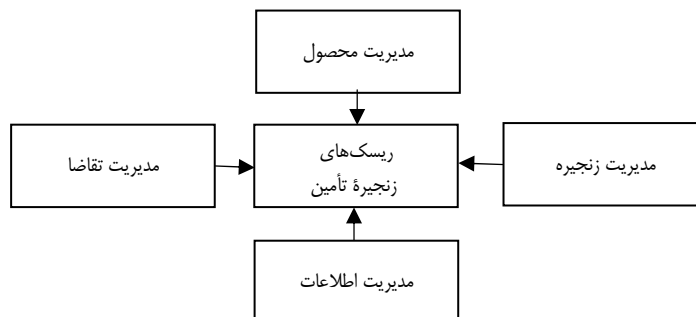 مدیریت محصول
مدیریت زنجیره
ریسک‌های
زنجیرهٔ تأمین
مدیریت تقاضا
مدیریت اطلاعات